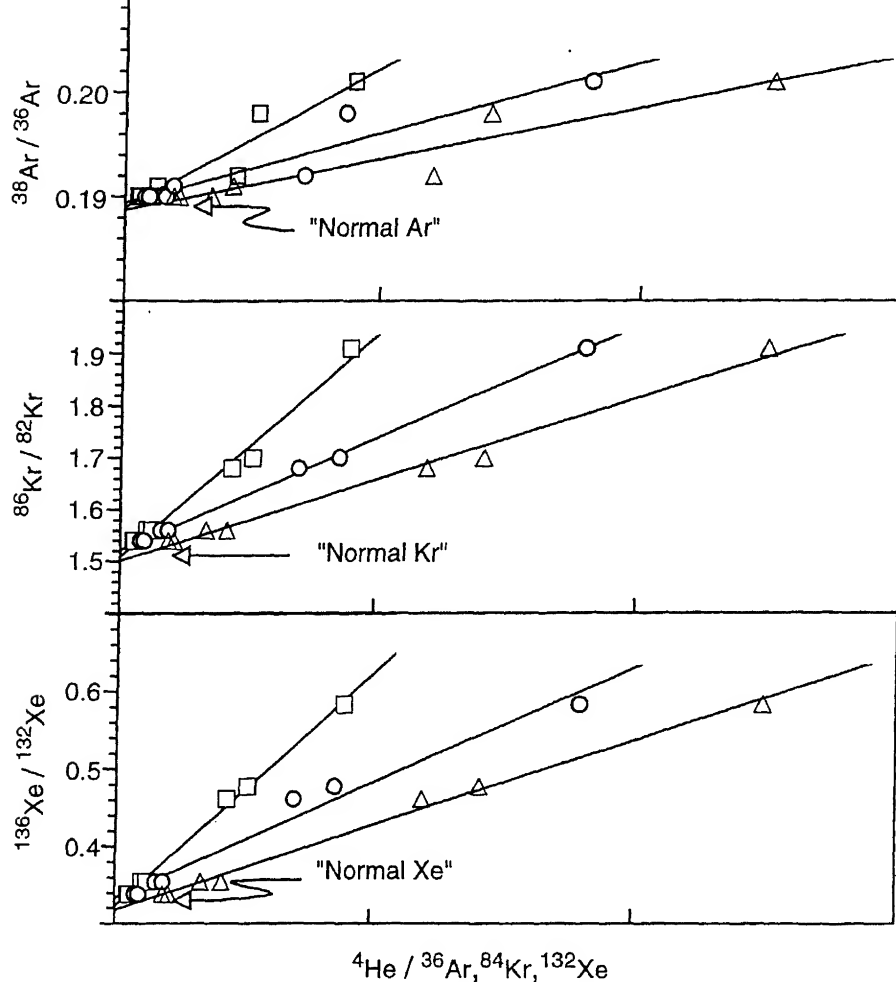 ³⁸Ar / ³⁶Ar
0.20
0.19
"Normal Ar"
⁸⁶Kr / ⁸²Kr
1.9
1.8
1.7
1.6
1.5
"Normal Kr"
¹³⁶Xe / ¹³²Xe
0.6
0.5
0.4
"Normal Xe"
⁴He / ³⁶Ar,⁸⁴Kr,¹³²Xe